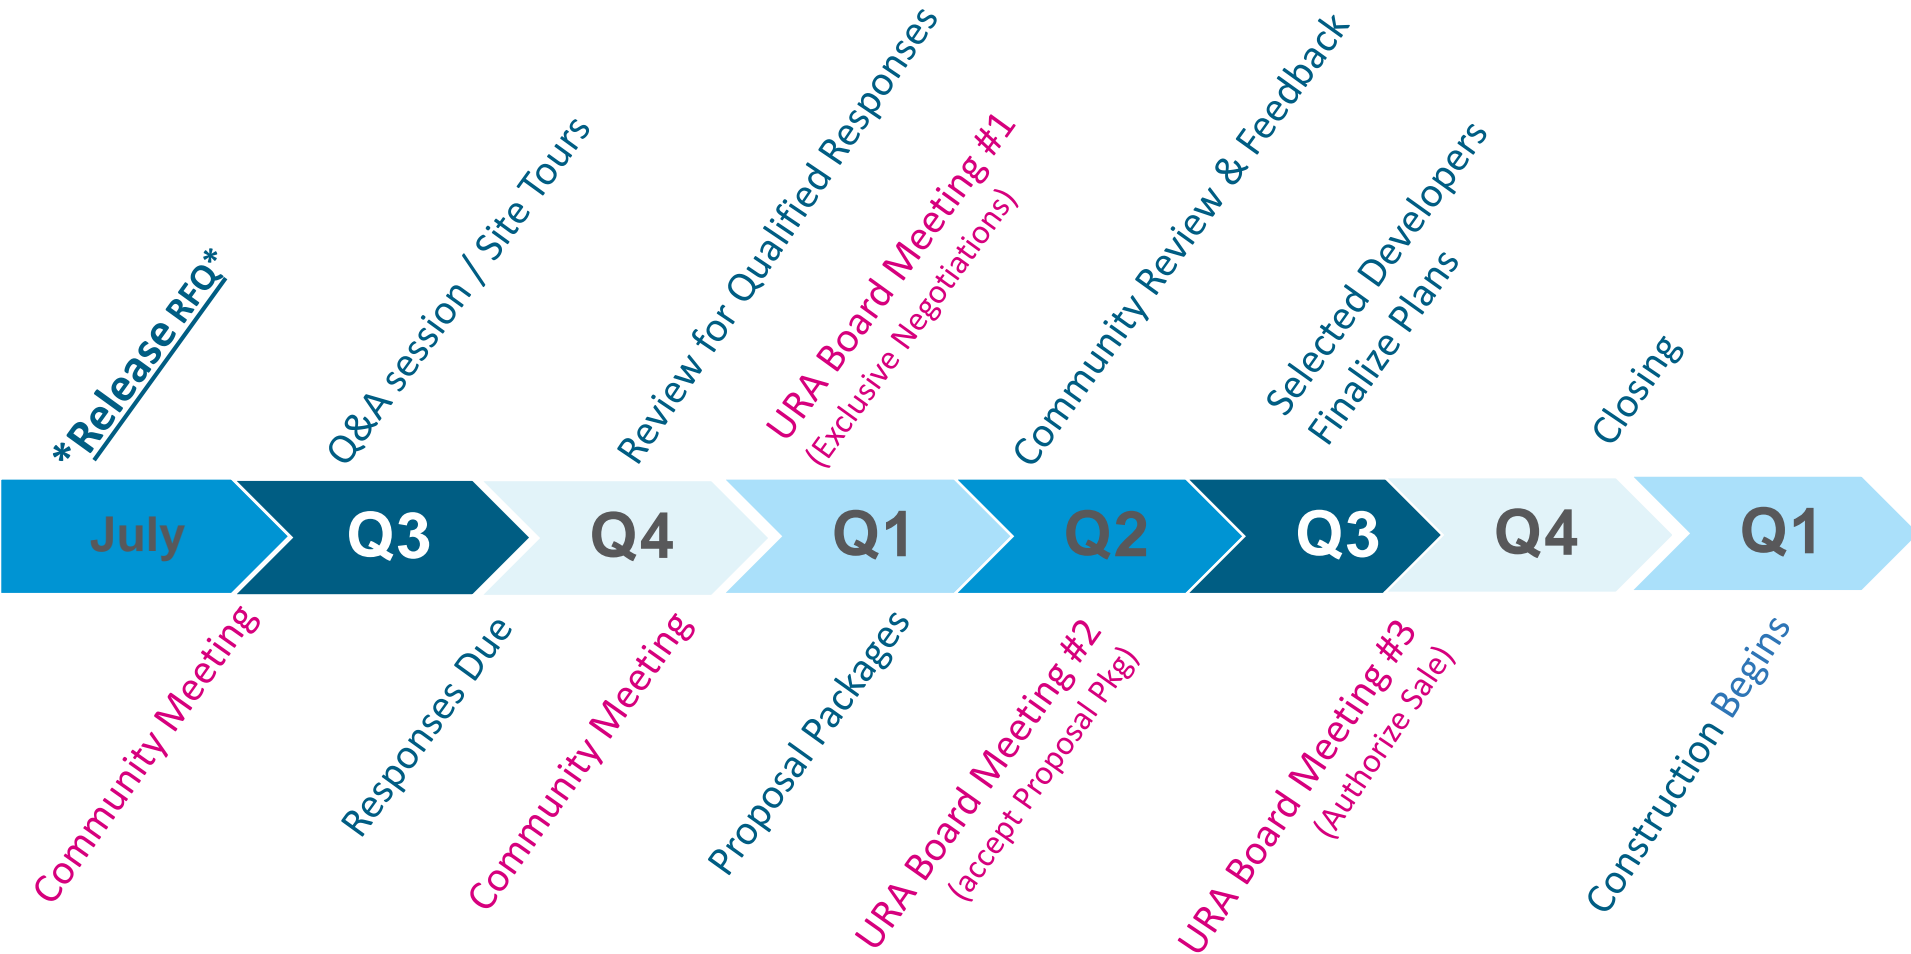 *Release RFQ*
Q&A session / Site Tours
Review for Qualified Responses
URA Board Meeting #1
(Exclusive Negotiations)
Community Review & Feedback
Selected Developers
Finalize Plans
Closing
July
Q3
Q4
Q1
Q2
Q3
Q4
Q1
Community Meeting
Responses Due
Community Meeting
Proposal Packages
URA Board Meeting #2
(accept Proposal Pkg)
URA Board Meeting #3
(Authorize Sale)
Construction Begins